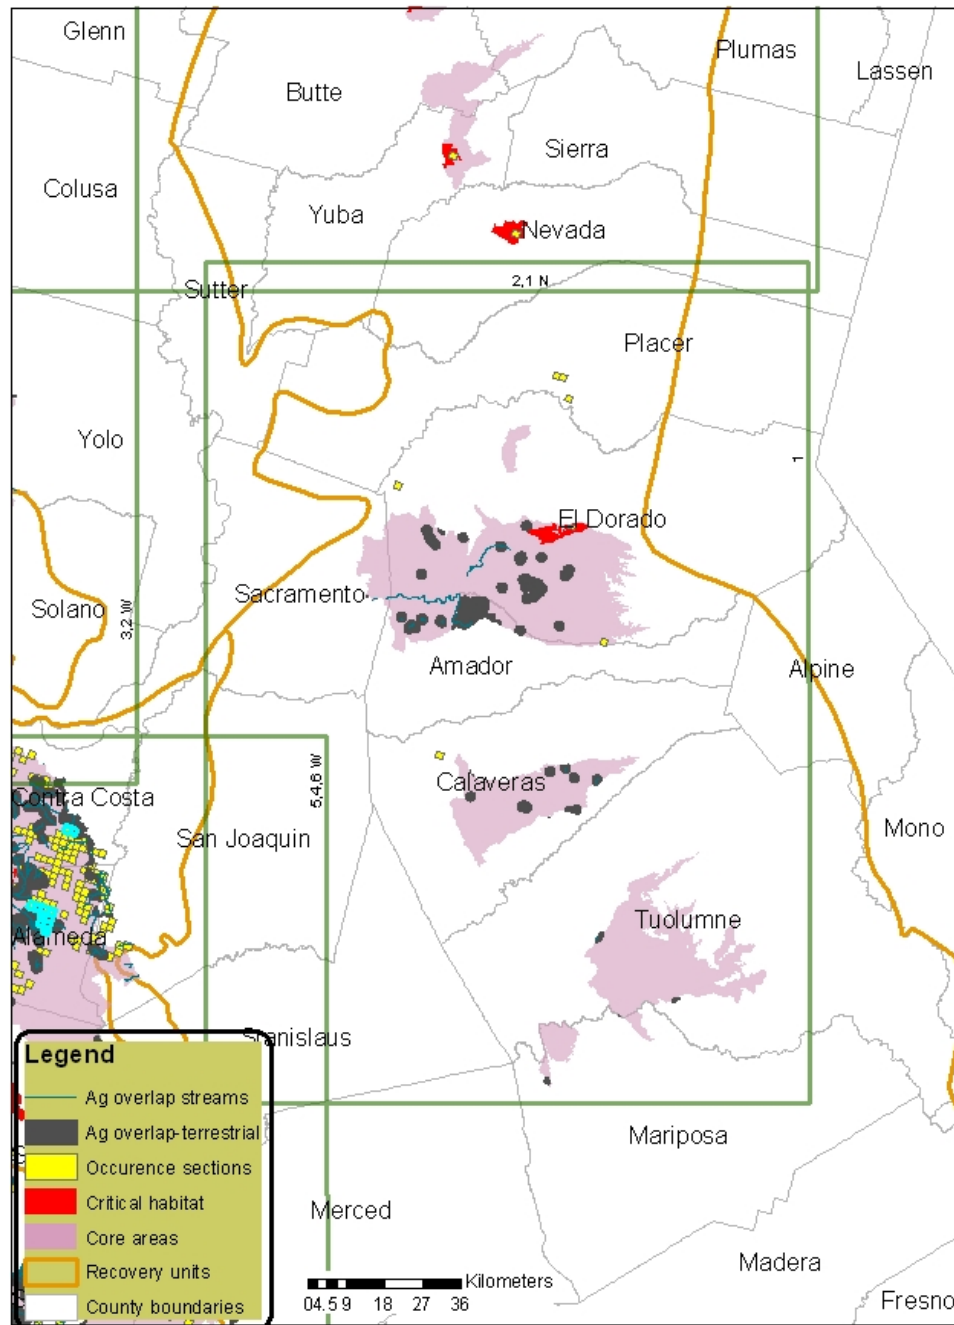 Glenn
Plumas
Lassen
Butte
Sierra
Colusa
Yuba
Nevada
2,1 N
Sutter
Placer
Yolo
1
El Dorado
Solano
3,2 W
Sacramento
Amador
Alpine
5,4,6 W
Calaveras
Contra Costa
San Joaquin
Mono
Tuolumne
Alameda
Stanislaus
Legend
Ag overlap streams
Ag overlap-terrestrial
Occurence sections
Critical habitat
Core areas
Recovery units
County boundaries
Mariposa
Merced
Madera
Fresno
Kilometers
04.5 9 18 27 36